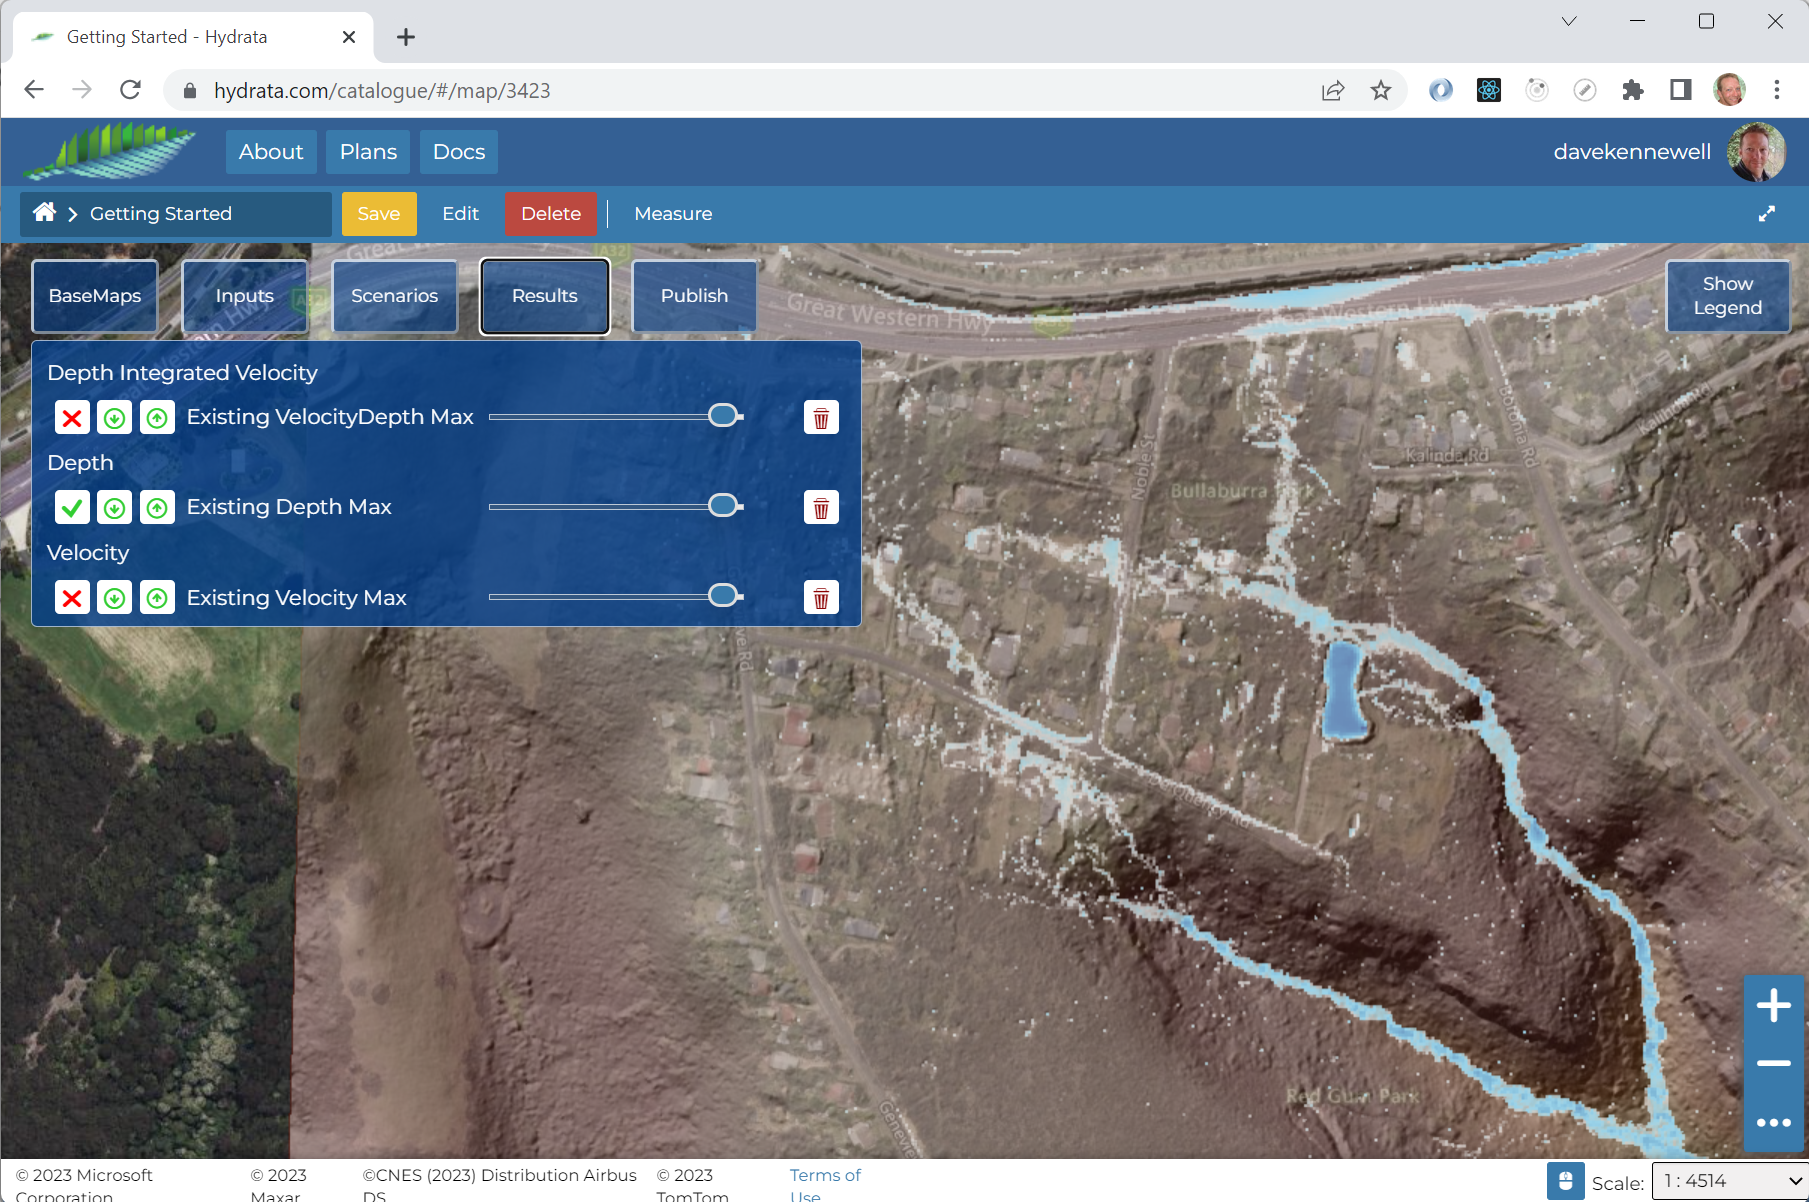 Getting Started - Hydrata
hydrata.com/catalogue/#/map/3423
About Plans Docs
davekennewell
Getting Started
Save Edit Delete Measure
BaseMaps
Inputs
Scenarios
Results
Publish
Show
Legend
A32
A32
Great Western Hwy
Depth Integrated Velocity
Existing VelocityDepth Max
Depth
Existing Depth Max
Velocity
Existing Velocity Max
Boronia Rd
Kalinda Rd
Noble St
Bullaburra Park
Red Gum Park
© 2023 Microsoft
Corporation
© 2023
Maxar
©CNES (2023) Distribution Airbus
DS
© 2023
TomTom
Terms of
Use
Scale: 1 : 4514